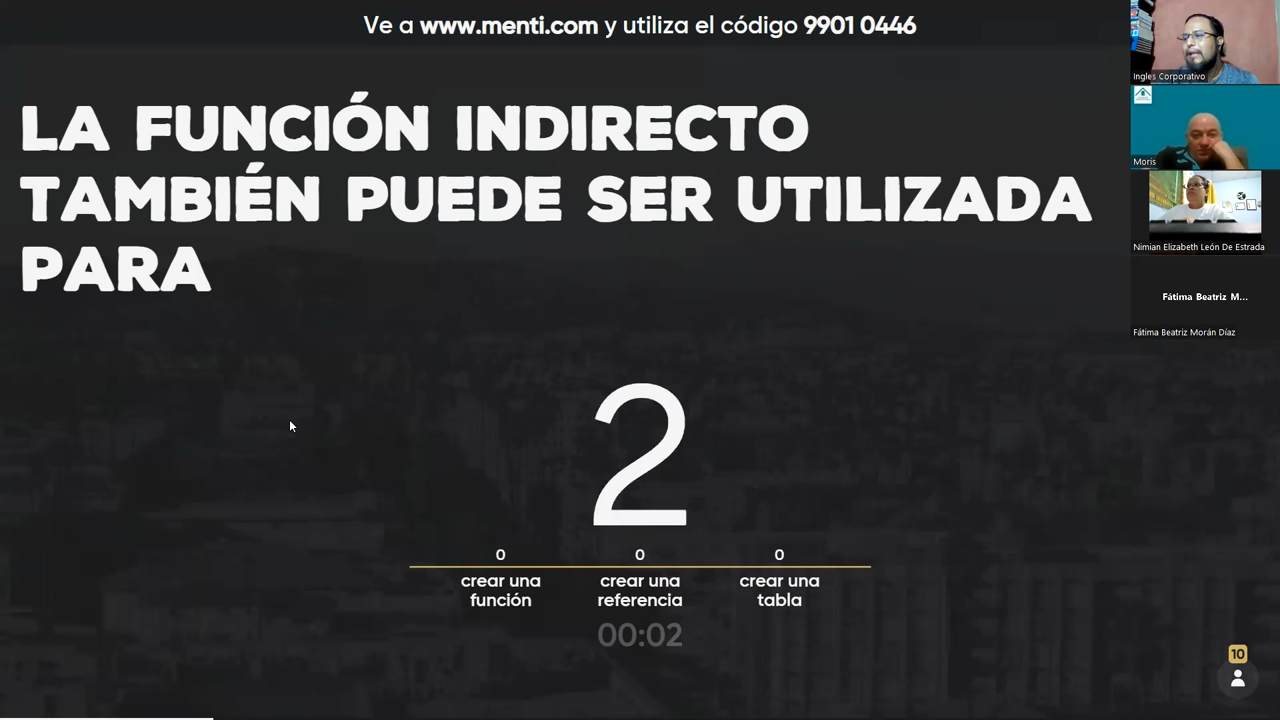 Ve a www.menti.com y utiliza el código 9901 0446
LA FUNCIÓN INDIRECTO
TAMBIÉN PUEDE SER UTILIZADA
PARA
2
0 0 0
crear una función
crear una referencia
crear una tabla
00:02
10
Ingles Corporativo
Moris
Nimian Elizabeth León De Estrada
Fátima Beatriz M...
Fátima Beatriz Morán Díaz